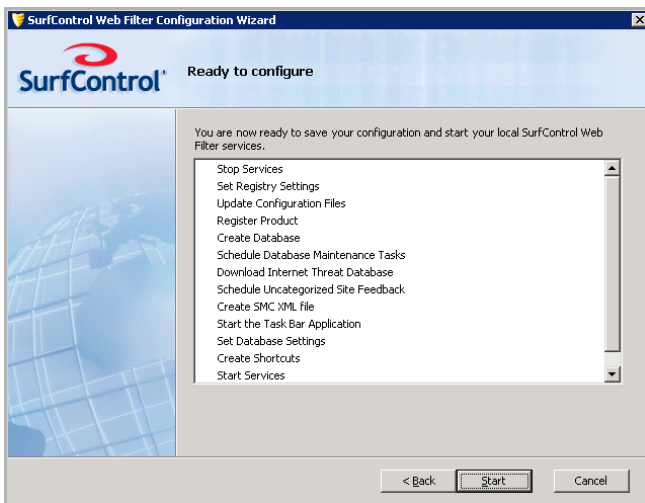 SurfControl Web Filter Configuration Wizard
SurfControl
Ready to configure
You are now ready to save your configuration and start your local SurfControl Web
Filter services.
Stop Services
Set Registry Settings
Update Configuration Files
Register Product
Create Database
Schedule Database Maintenance Tasks
Download Internet Threat Database
Schedule Uncategorized Site Feedback
Create SMC XML file
Start the Task Bar Application
Set Database Settings
Create Shortcuts
Start Services
< Back
Start
Cancel